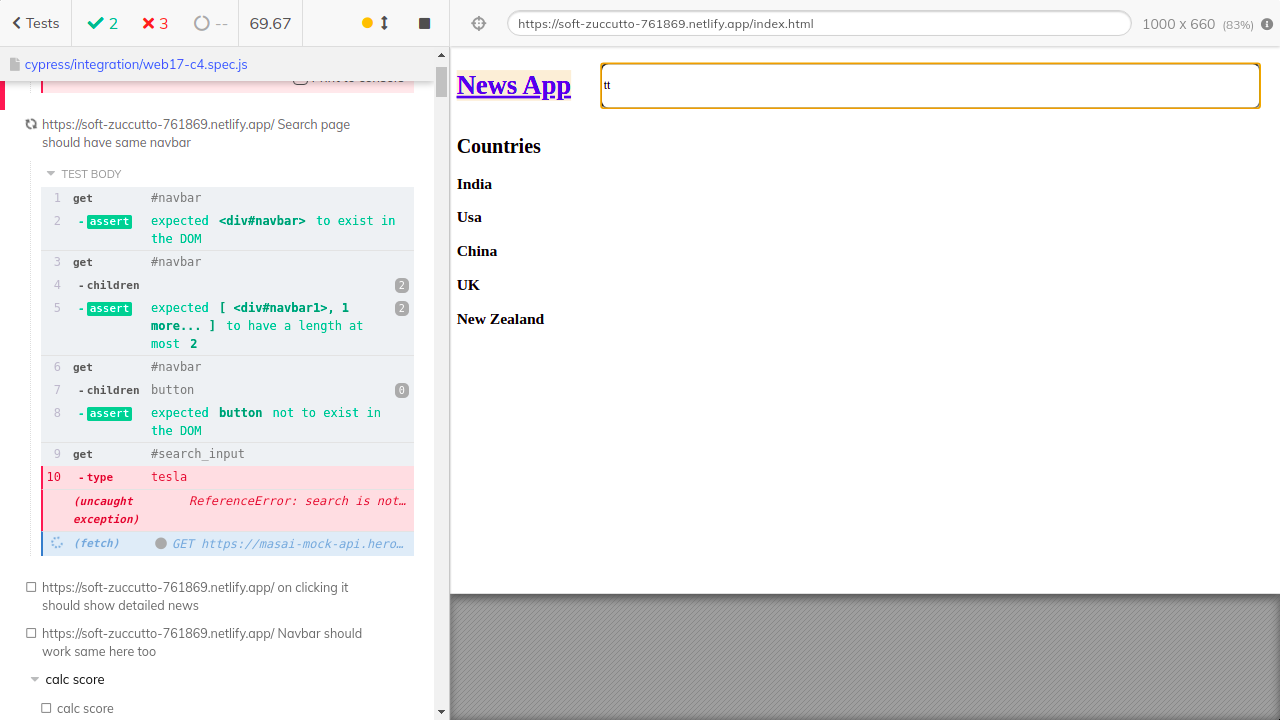 Tests
2
3
--
69.67
https://soft-zuccutto-761869.netlify.app/index.html
1000 x 660 (83%)
cypress/integration/web17-c4.spec.js
https://soft-zuccutto-761869.netlify.app/ Search page
should have same navbar
TEST BODY
1 get #navbar
2 -assert expected <div#navbar> to exist in
the DOM
3 get #navbar
4 -children 2
5 -assert expected [ <div#navbar1>, 1 2
more... ] to have a length at
most 2
6 get #navbar
7 -children button 0
8 -assert expected button not to exist in
the DOM
9 get #search_input
10 -type tesla
(uncaught ReferenceError: search is not…
exception)
(fetch) GET https://masai-mock-api.hero…
https://soft-zuccutto-761869.netlify.app/ on clicking it
should show detailed news
https://soft-zuccutto-761869.netlify.app/ Navbar should
work same here too
calc score
calc score
News App
tt
Countries
India
Usa
China
UK
New Zealand